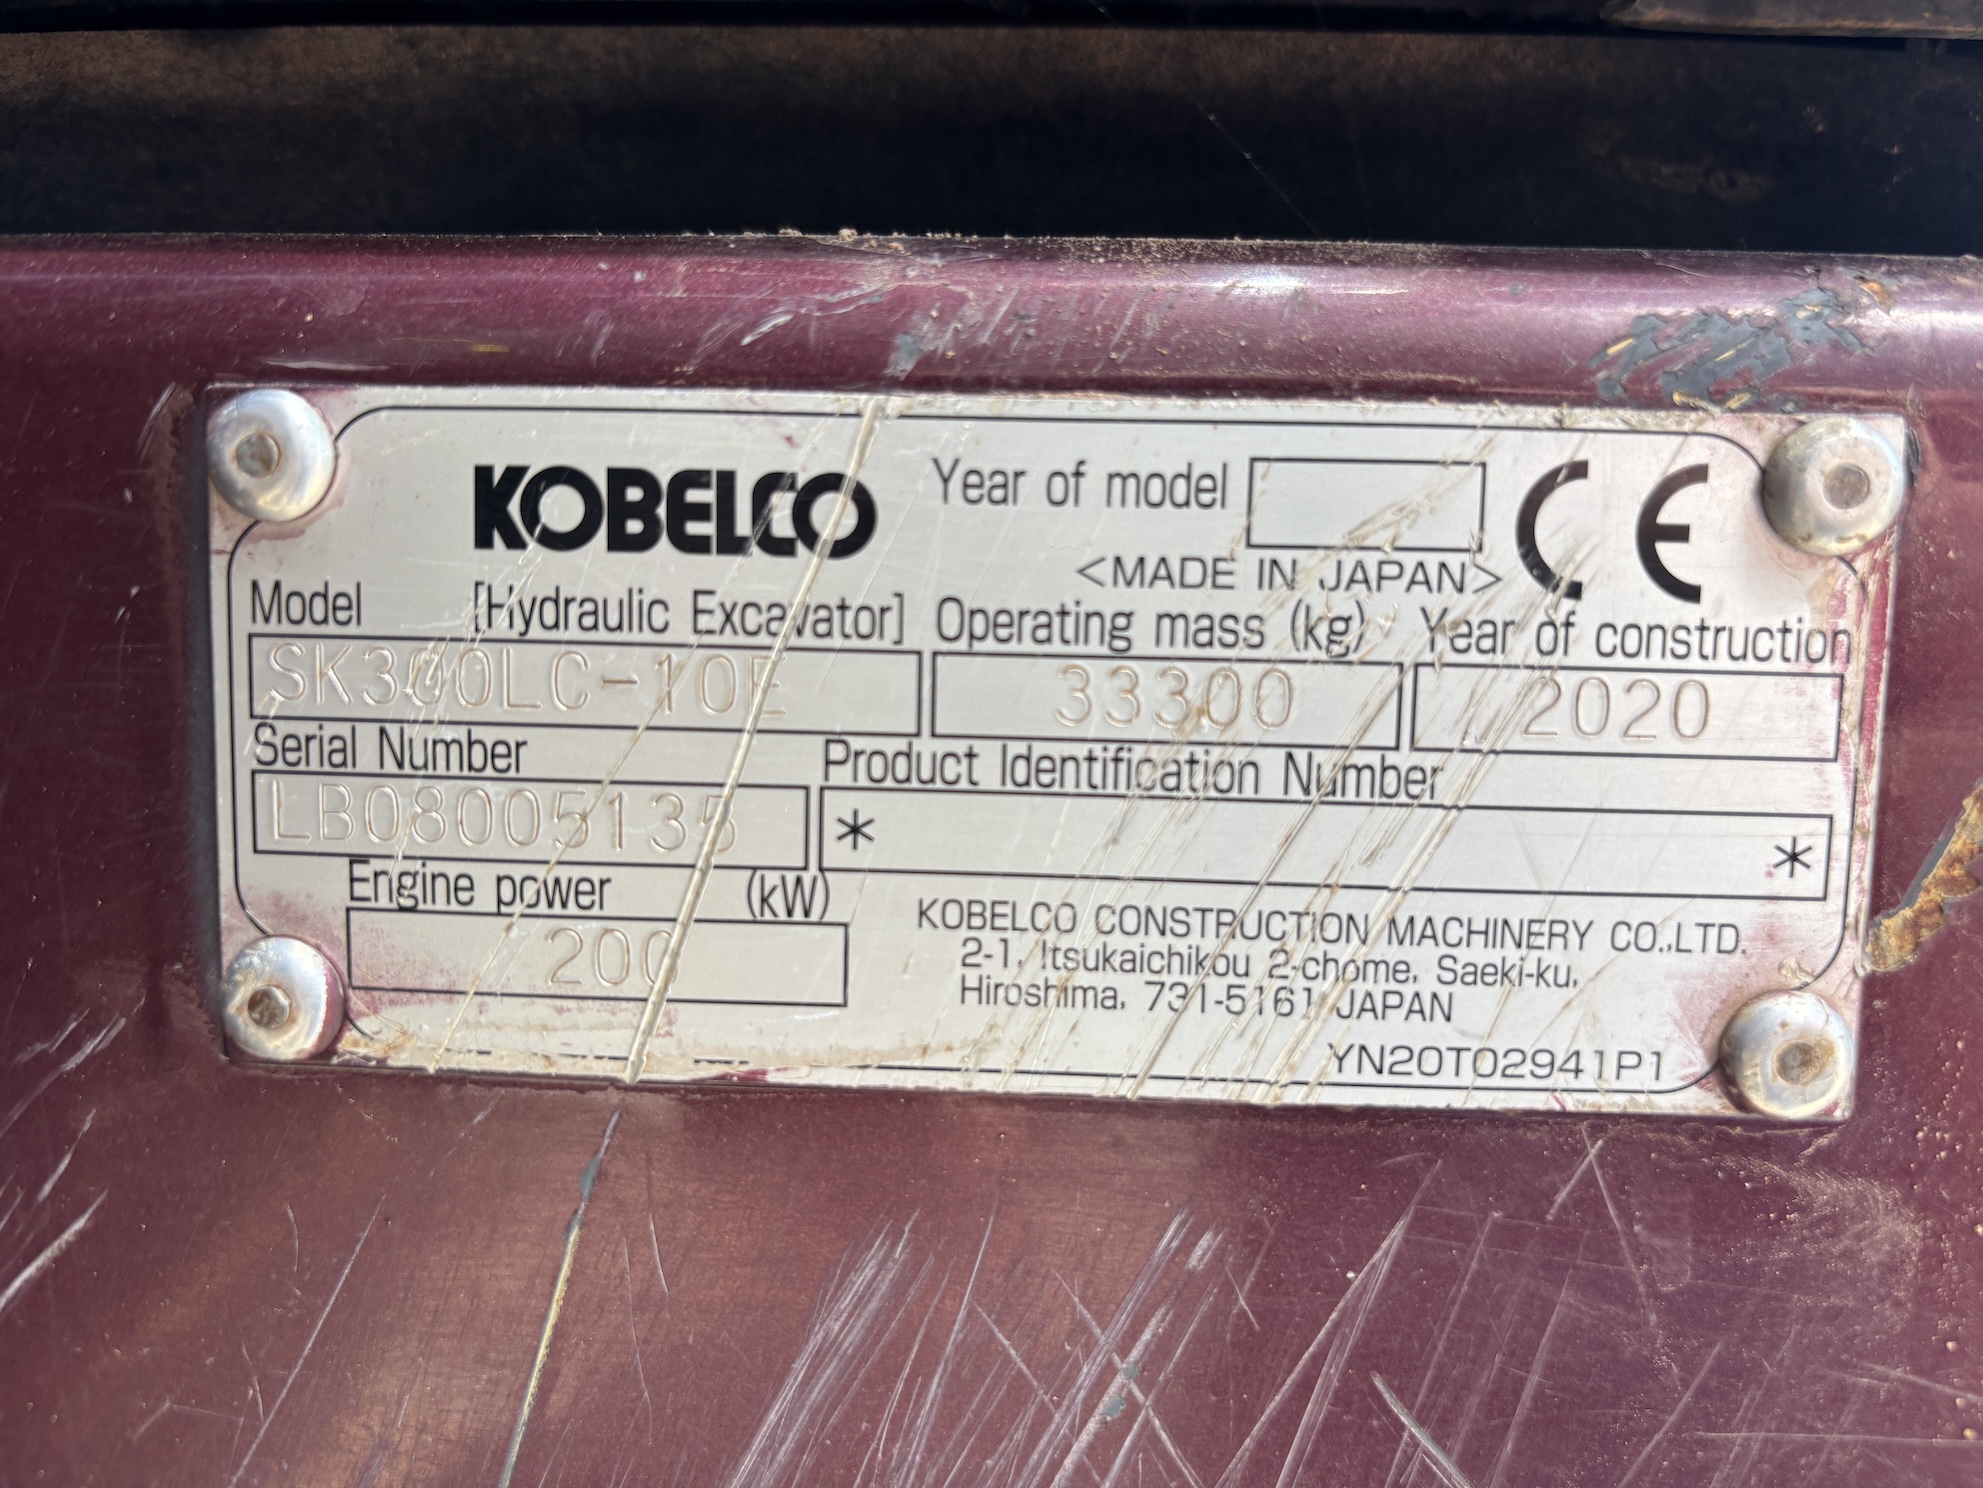 KOBELCO
Year of model
CE
<MADE IN JAPAN>
Model [Hydraulic Excavator] Operating mass (kg) Year of construction
SK300LC-10E 33300 2020
Serial Number Product Identification Number
LB08005135 * *
Engine power (kW)
200
KOBELCO CONSTRUCTION MACHINERY CO.,LTD.
2-1, Itsukaichikou 2-chome, Saeki-ku,
Hiroshima, 731-5161 JAPAN
YN20T02941P1